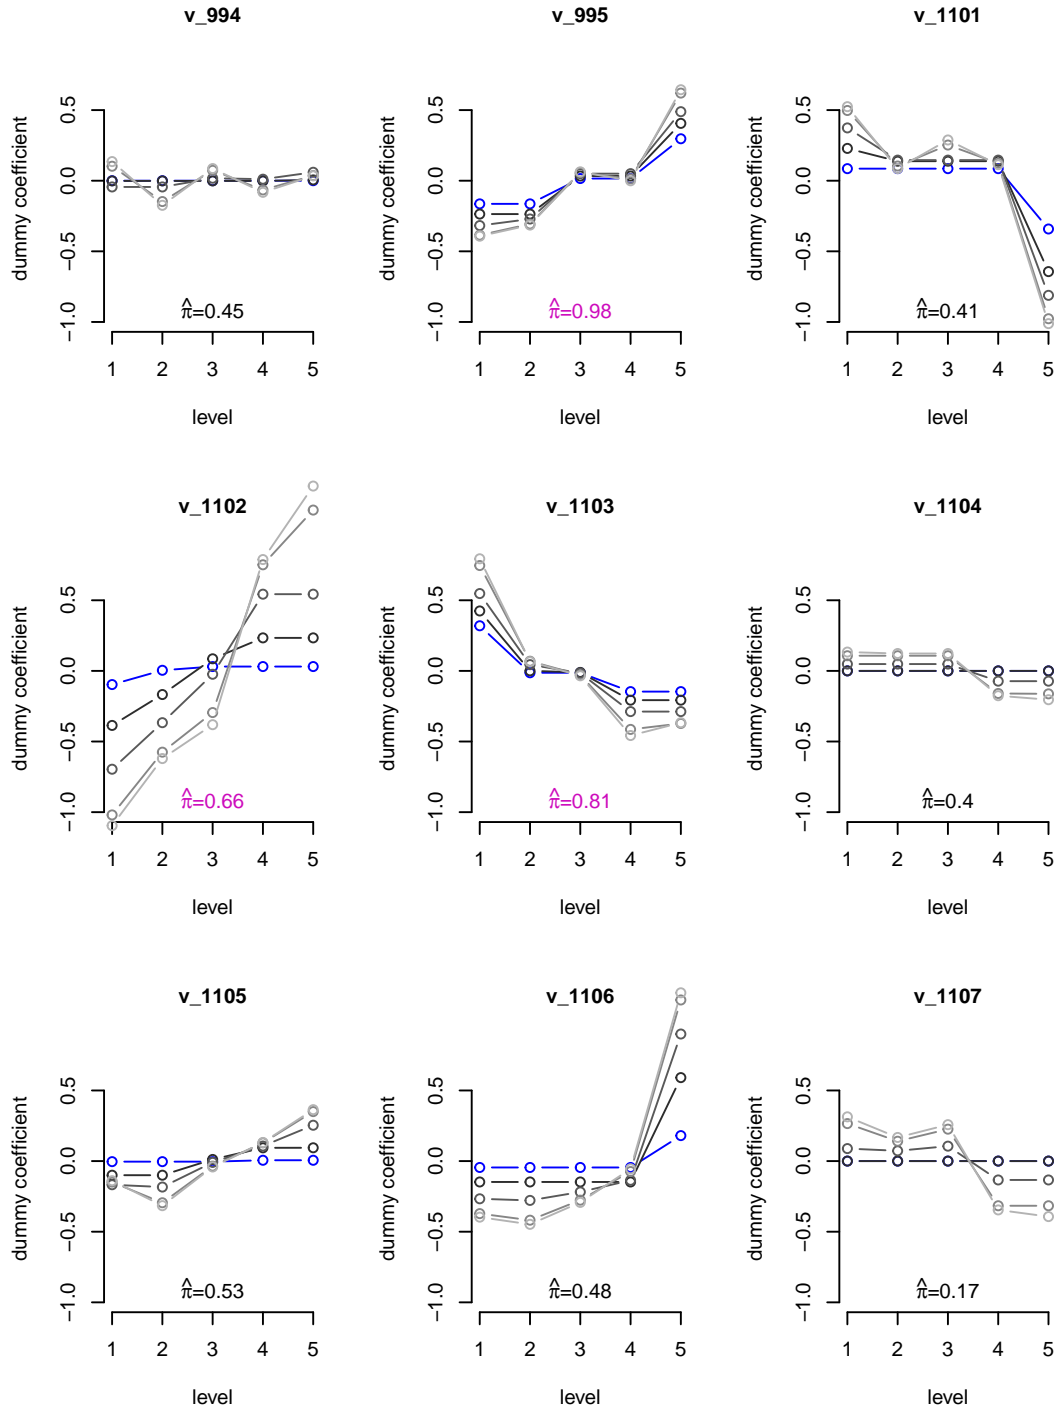 v_994
v_995
v_1101
dummy coefficient
0.5
0.0
−0.5
−1.0
π̂=0.45
1 2 3 4 5
level
dummy coefficient
0.5
0.0
−0.5
−1.0
π̂=0.98
1 2 3 4 5
level
dummy coefficient
0.5
0.0
−0.5
−1.0
π̂=0.41
1 2 3 4 5
level
v_1102
v_1103
v_1104
dummy coefficient
0.5
0.0
−0.5
−1.0
π̂=0.66
1 2 3 4 5
level
dummy coefficient
0.5
0.0
−0.5
−1.0
π̂=0.81
1 2 3 4 5
level
dummy coefficient
0.5
0.0
−0.5
−1.0
π̂=0.4
1 2 3 4 5
level
v_1105
v_1106
v_1107
dummy coefficient
0.5
0.0
−0.5
−1.0
π̂=0.53
1 2 3 4 5
level
dummy coefficient
0.5
0.0
−0.5
−1.0
π̂=0.48
1 2 3 4 5
level
dummy coefficient
0.5
0.0
−0.5
−1.0
π̂=0.17
1 2 3 4 5
level